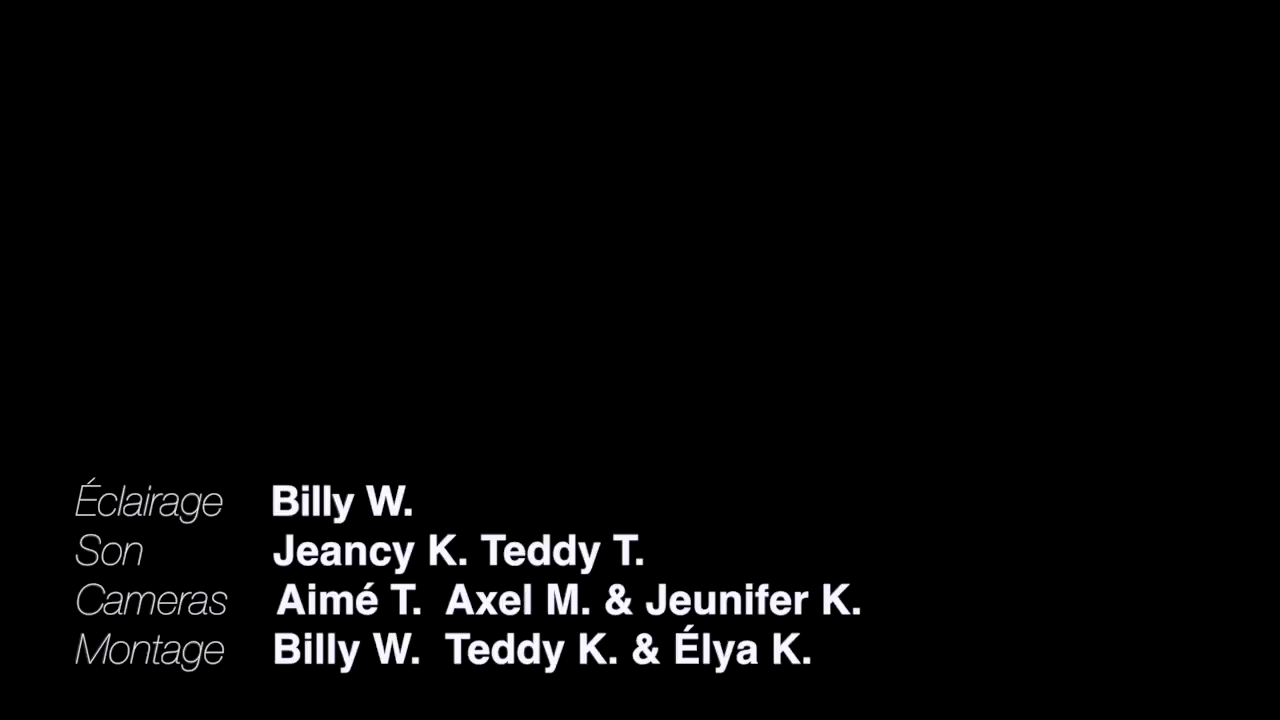 Éclairage Billy W.
Son Jeancy K. Teddy T.
Cameras Aimé T. Axel M. & Jeunifer K.
Montage Billy W. Teddy K. & Élya K.